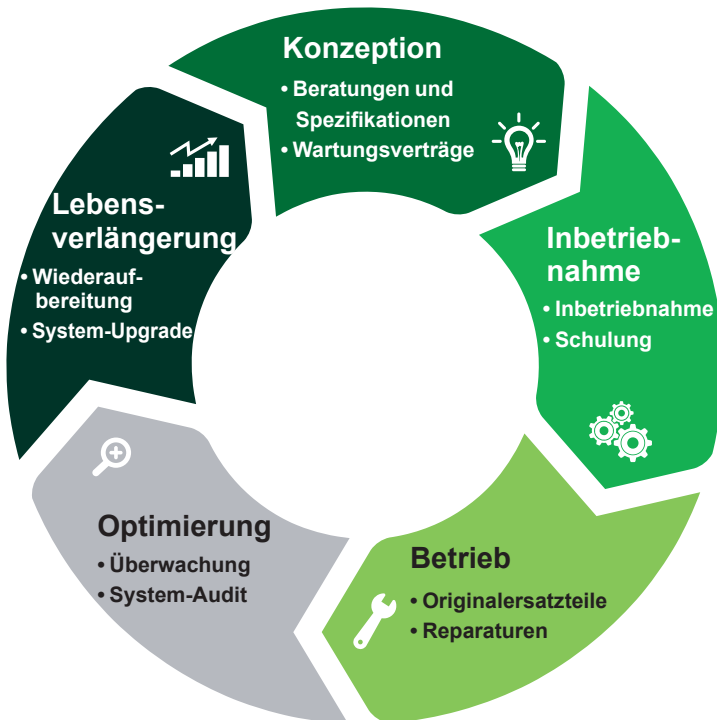 Konzeption
• Beratungen und
Spezifikationen
• Wartungsverträge
Inbetrieb-
nahme
• Inbetriebnahme
• Schulung
Betrieb
• Originalersatzteile
• Reparaturen
Optimierung
• Überwachung
• System-Audit
Lebens-
verlängerung
• Wiederauf-
bereitung
• System-Upgrade